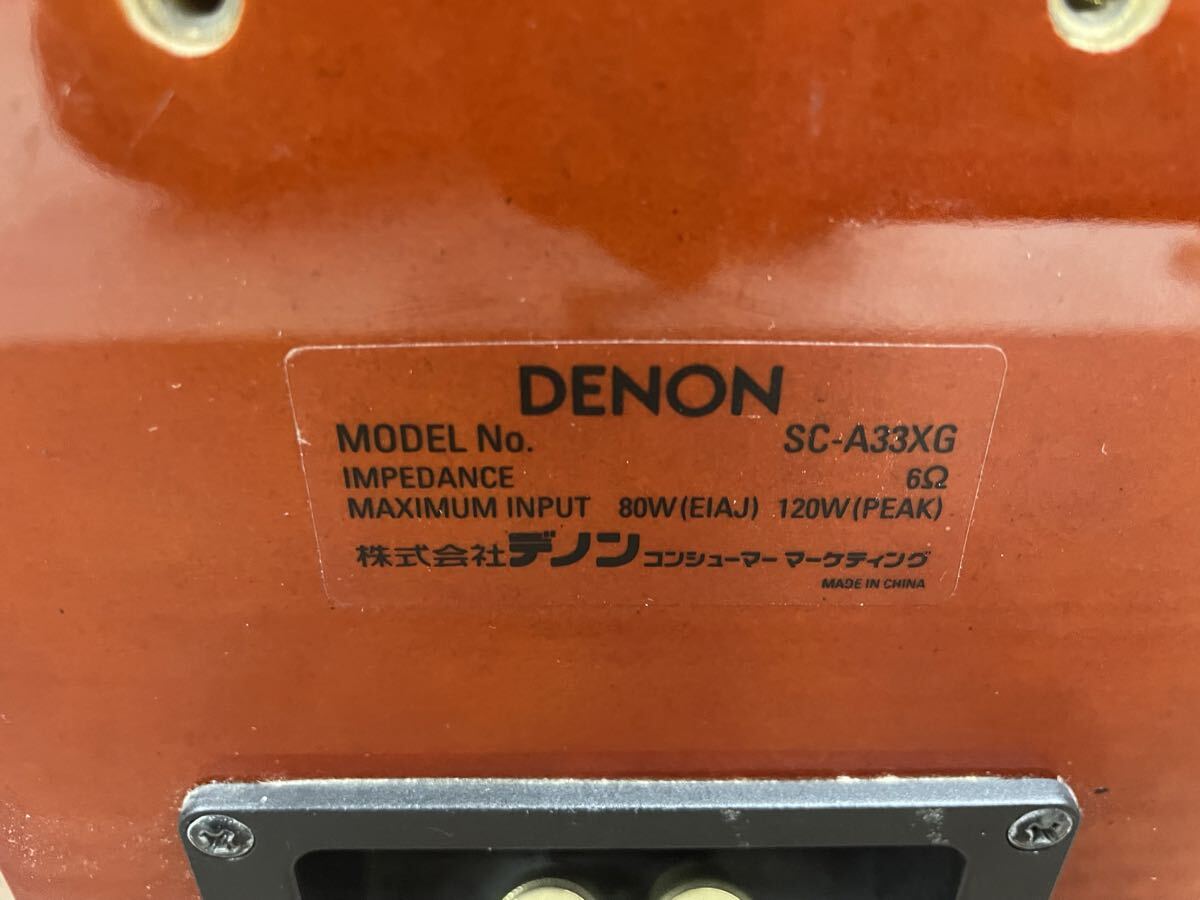 DENON
MODEL No. SC-A33XG
IMPEDANCE 6Ω
MAXIMUM INPUT 80W(EIAJ) 120W(PEAK)
株式会社デノン コンシューマー マーケティング
MADE IN CHINA